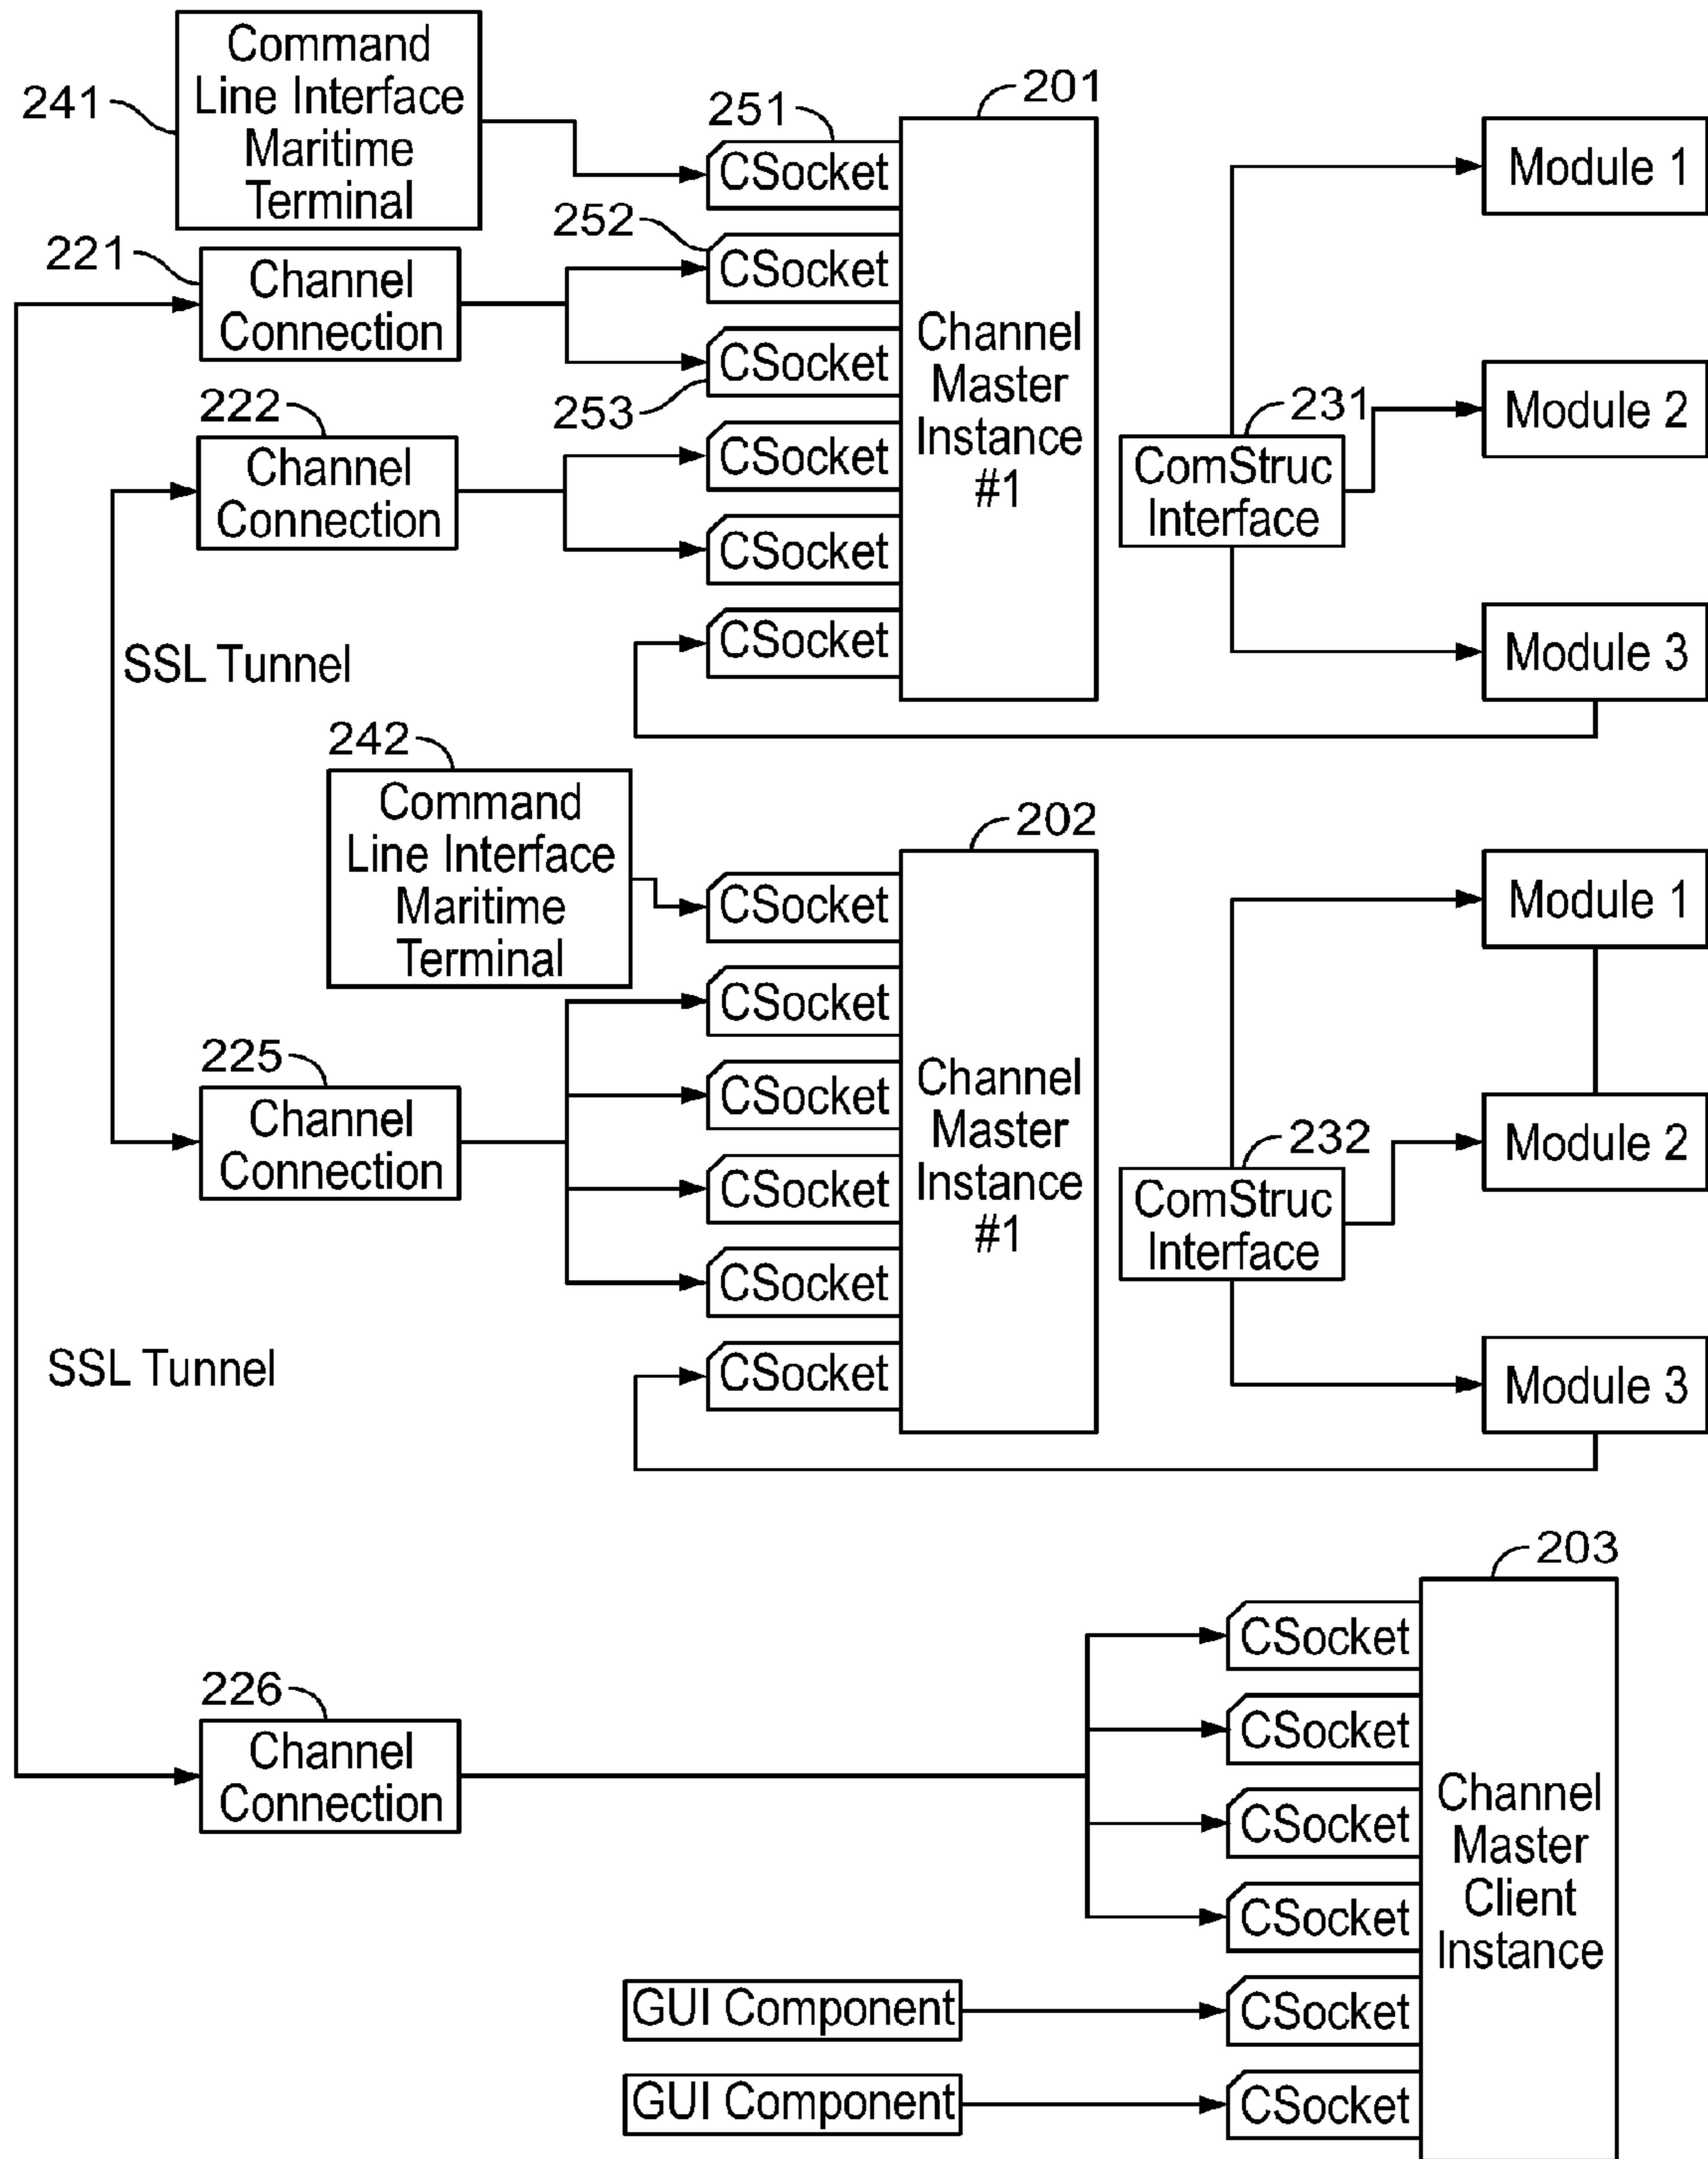 Command
Line Interface
Maritime
Terminal
241
251
201
CSocket
Module 1
252
221
Channel
Connection
CSocket
CSocket
253
Channel
Master
Instance
#1
222
Channel
Connection
CSocket
CSocket
CSocket
231
ComStruc
Interface
Module 2
Module 3
SSL Tunnel
242
Command
Line Interface
Maritime
Terminal
202
CSocket
Module 1
CSocket
225
Channel
Connection
CSocket
CSocket
CSocket
CSocket
Channel
Master
Instance
#1
232
ComStruc
Interface
Module 2
Module 3
SSL Tunnel
203
CSocket
226
Channel
Connection
CSocket
CSocket
CSocket
Channel
Master
Client
Instance
GUI Component
CSocket
GUI Component
CSocket